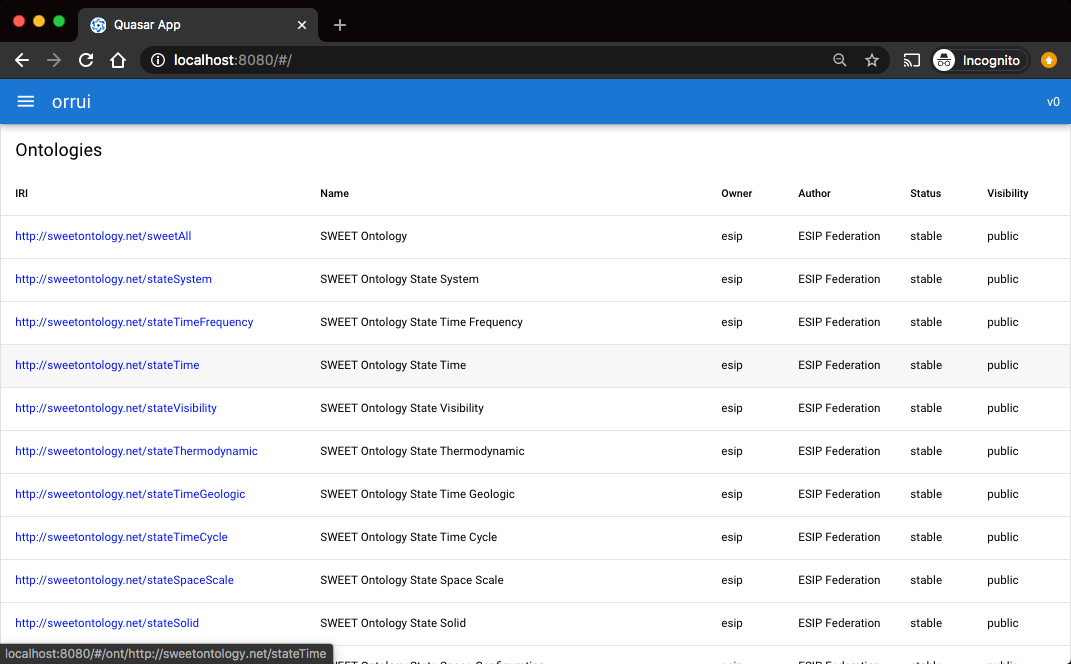 Quasar App
localhost:8080/#/
Incognito
orrui
v0
Ontologies
IRI Name Owner Author Status Visibility
http://sweetontology.net/sweetAll SWEET Ontology esip ESIP Federation stable public
http://sweetontology.net/stateSystem SWEET Ontology State System esip ESIP Federation stable public
http://sweetontology.net/stateTimeFrequency SWEET Ontology State Time Frequency esip ESIP Federation stable public
http://sweetontology.net/stateTime SWEET Ontology State Time esip ESIP Federation stable public
http://sweetontology.net/stateVisibility SWEET Ontology State Visibility esip ESIP Federation stable public
http://sweetontology.net/stateThermodynamic SWEET Ontology State Thermodynamic esip ESIP Federation stable public
http://sweetontology.net/stateTimeGeologic SWEET Ontology State Time Geologic esip ESIP Federation stable public
http://sweetontology.net/stateTimeCycle SWEET Ontology State Time Cycle esip ESIP Federation stable public
http://sweetontology.net/stateSpaceScale SWEET Ontology State Space Scale esip ESIP Federation stable public
http://sweetontology.net/stateSolid SWEET Ontology State Solid esip ESIP Federation stable public
localhost:8080/#/ont/http://sweetontology.net/stateTime